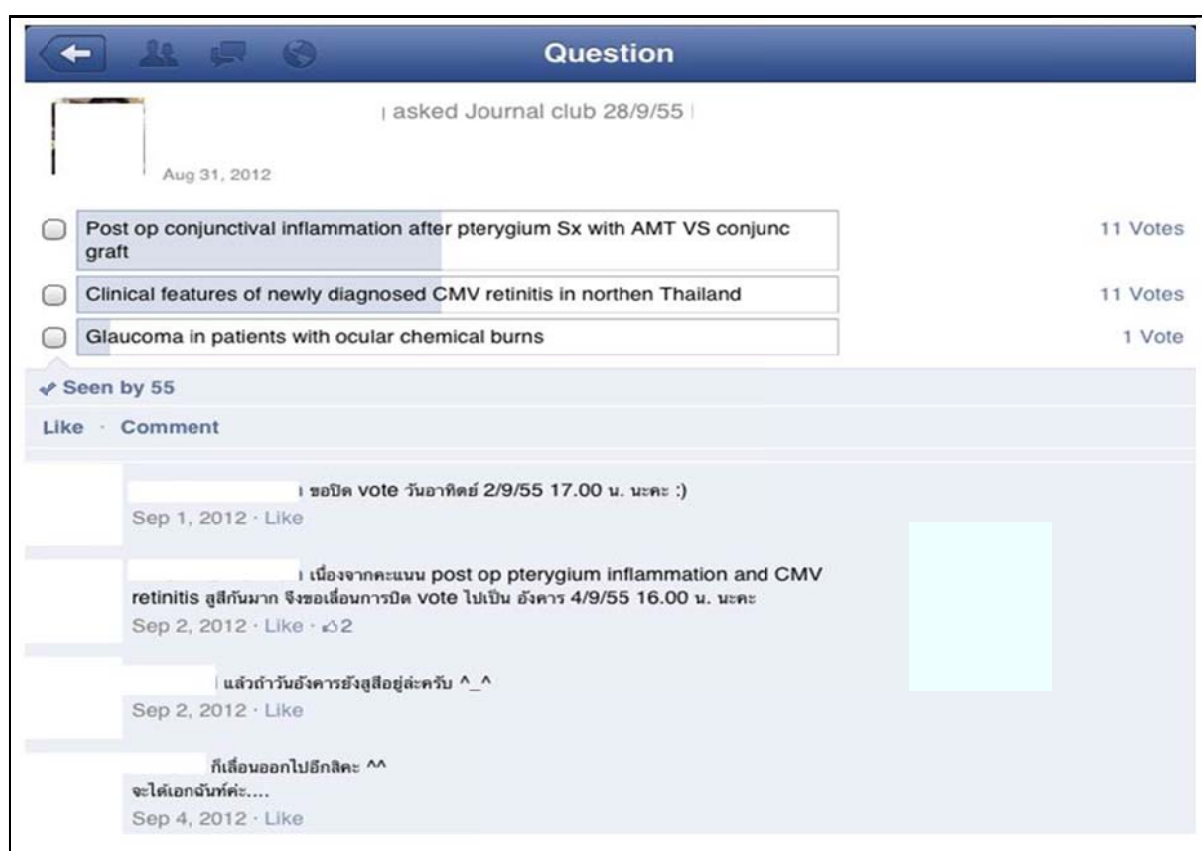 Question
asked Journal club 28/9/55
Aug 31, 2012
Post op conjunctival inflammation after pterygium Sx with AMT VS conjunc
graft
11 Votes
Clinical features of newly diagnosed CMV retinitis in northen Thailand
11 Votes
Glaucoma in patients with ocular chemical burns
1 Vote
Seen by 55
Like · Comment
ขอปิด vote วันอาทิตย์ 2/9/55 17.00 น. นะคะ :)
Sep 1, 2012 · Like
เนื่องจากคะแนน post op pterygium inflammation and CMV
retinitis สูสีกันมาก จึงขอเลื่อนการปิด vote ไปเป็น อังคาร 4/9/55 16.00 น. นะคะ
Sep 2, 2012 · Like · 2
แล้วถ้าวันอังคารยังสูสีอยู่ล่ะครับ ^_^
Sep 2, 2012 · Like
ก็เลื่อนออกไปอีกสิคะ ^^
จะได้เอกฉันท์ค่ะ....
Sep 4, 2012 · Like